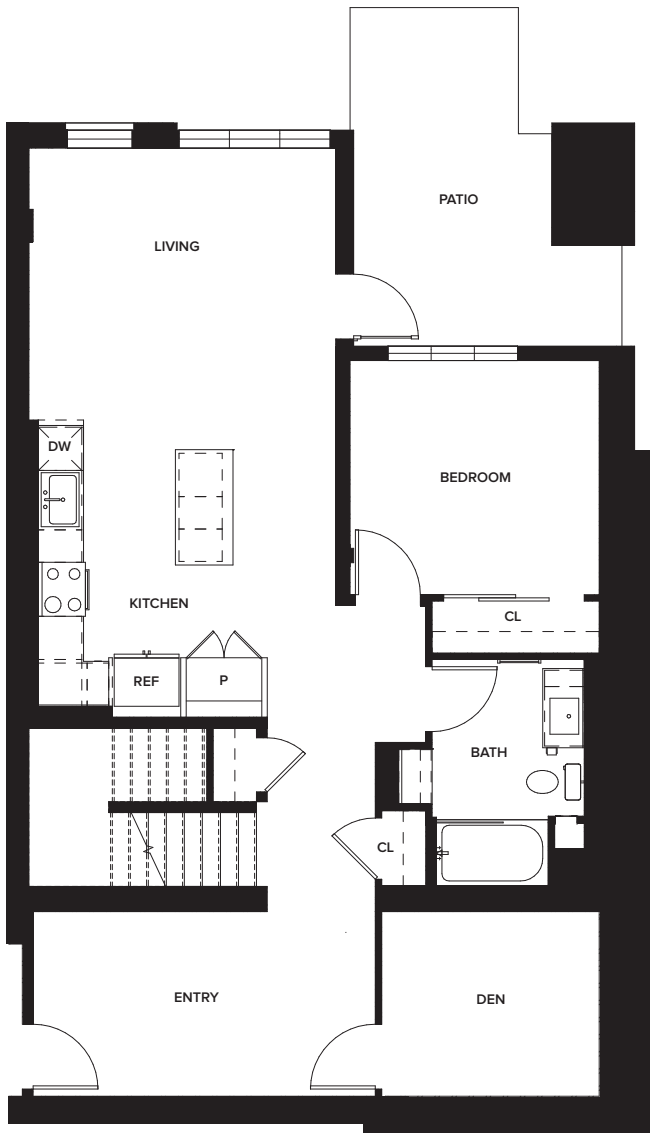 PATIO
LIVING
DW
BEDROOM
KITCHEN
CL
REF
P
BATH
CL
ENTRY
DEN